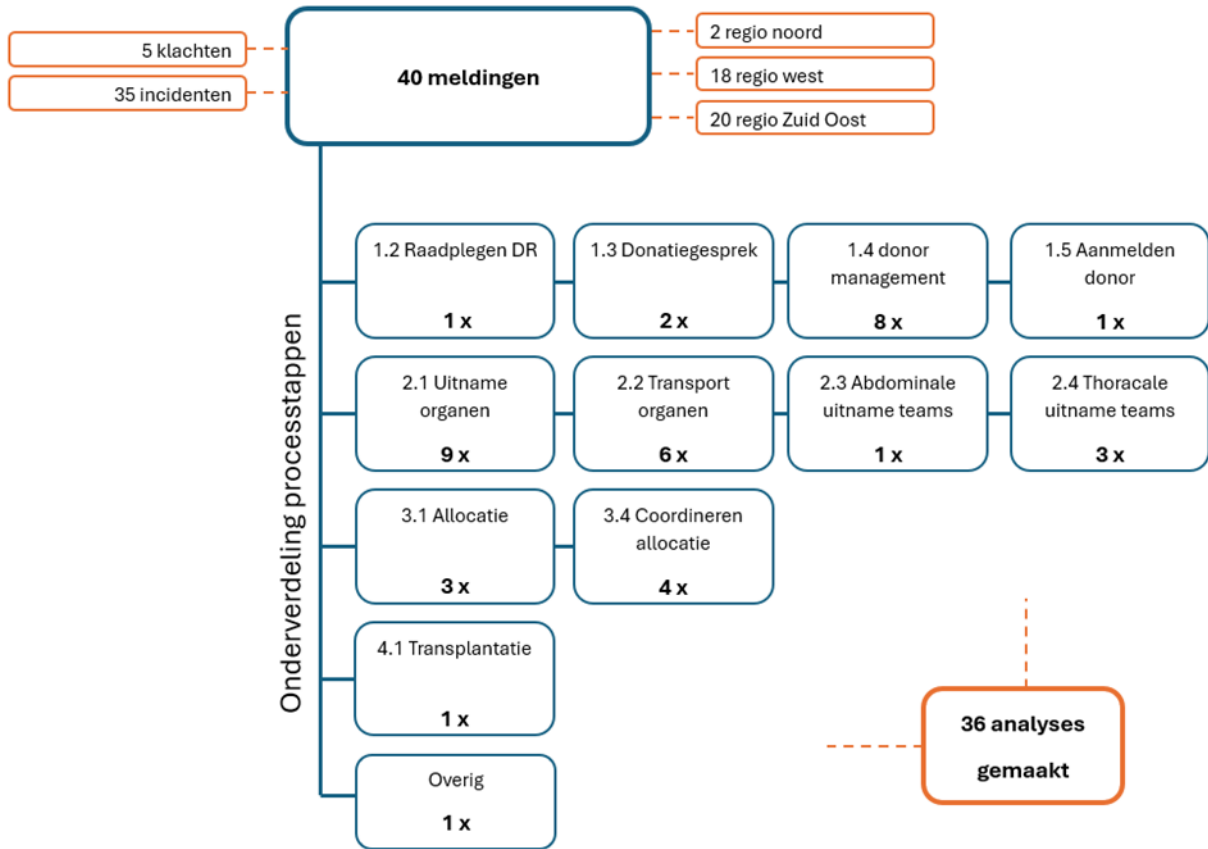 5 klachten
35 incidenten
40 meldingen
2 regio noord
18 regio west
20 regio Zuid Oost
Onderverdeling processtappen
1.2 Raadplegen DR
1 x
1.3 Donatiegesprek
2 x
1.4 donor
management
8 x
1.5 Aanmelden
donor
1 x
2.1 Uitname
organen
9 x
2.2 Transport
organen
6 x
2.3 Abdominale
uitname teams
1 x
2.4 Thoracale
uitname teams
3 x
3.1 Allocatie
3 x
3.4 Coordineren
allocatie
4 x
4.1 Transplantatie
1 x
Overig
1 x
36 analyses
gemaakt